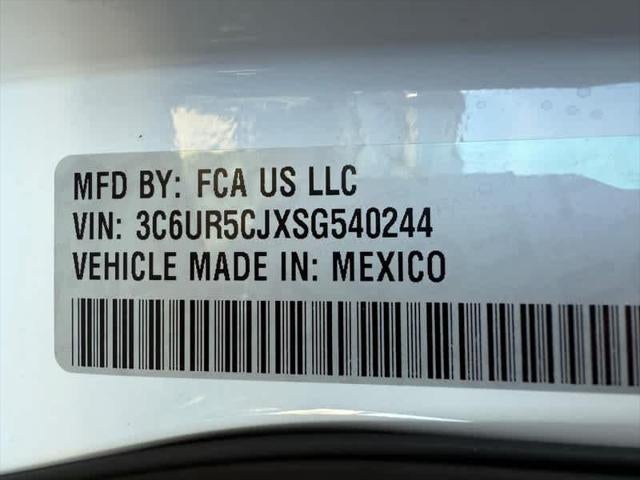 MFD BY: FCA US LLC
VIN: 3C6UR5CJXSG540244
VEHICLE MADE IN: MEXICO